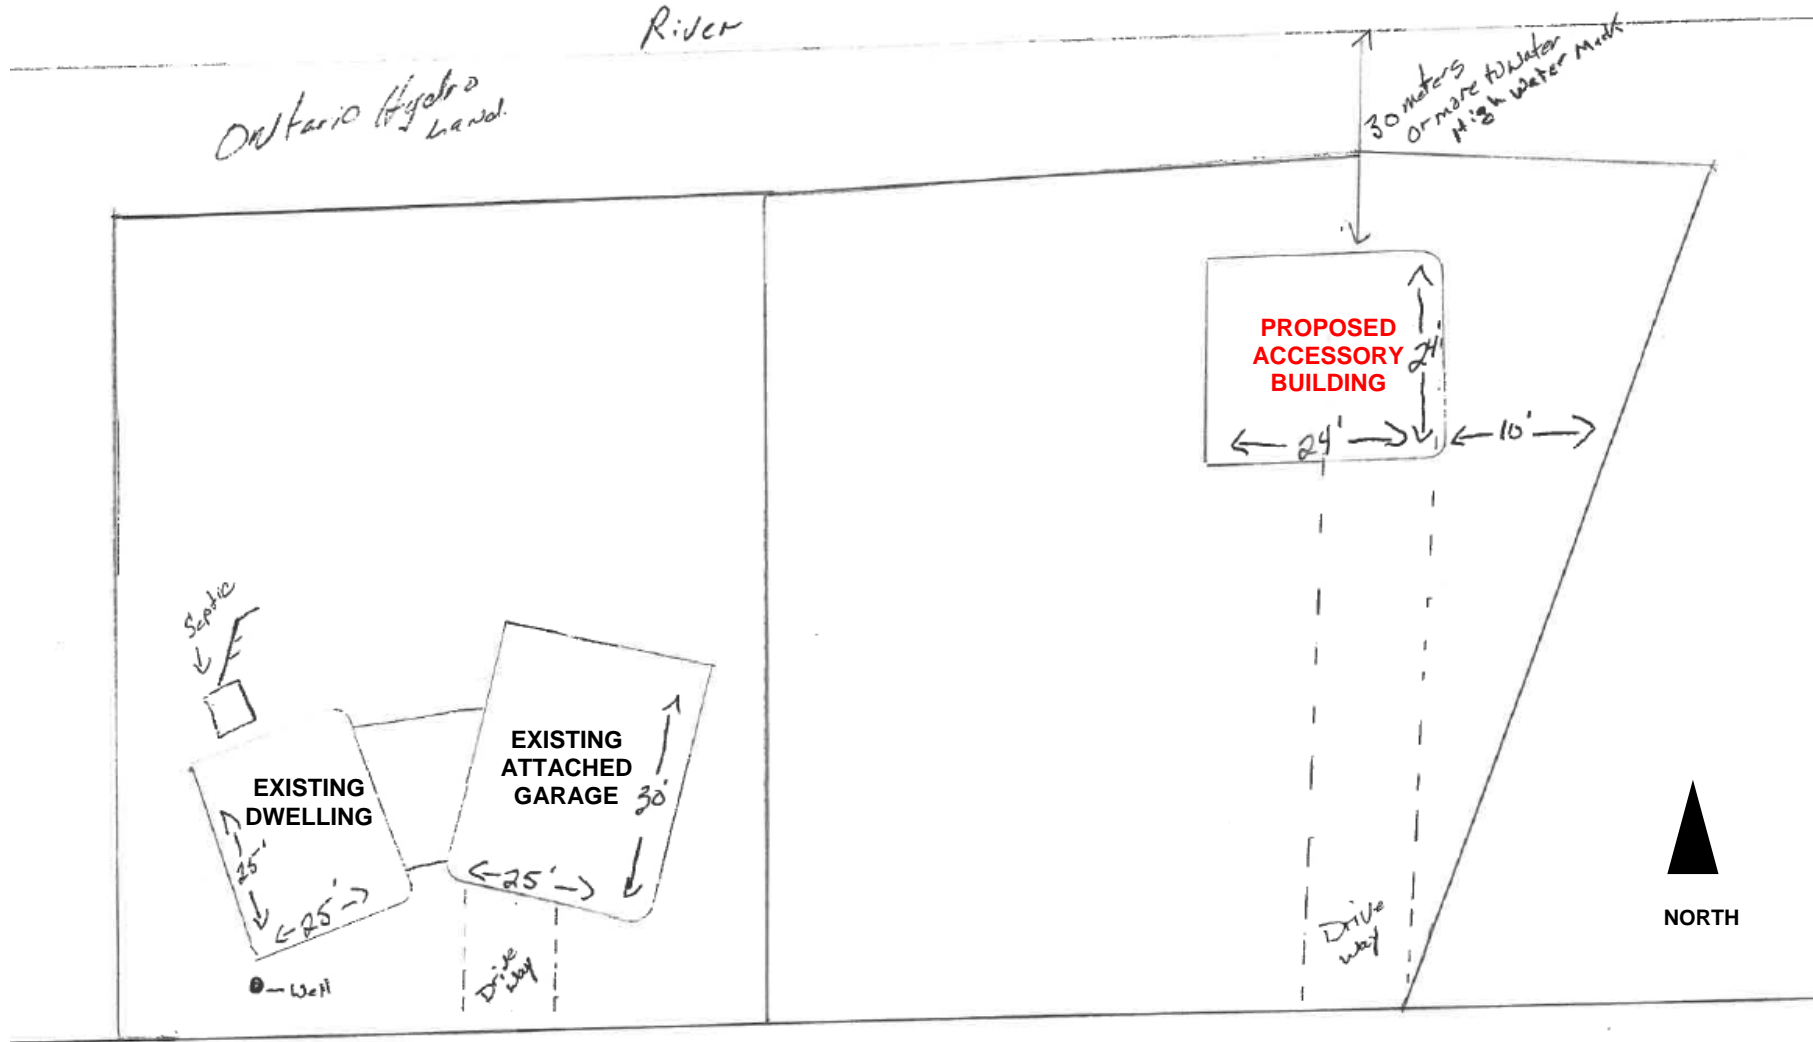 River
Ontario Hydro
Land.
30 meters
or more to water
High Water Mark
PROPOSED
ACCESSORY
BUILDING
24'
24'
10'
Septic
EXISTING
DWELLING
25'
25'
EXISTING
ATTACHED
GARAGE
30'
25'
Well
Drive
way
Drive
way
NORTH